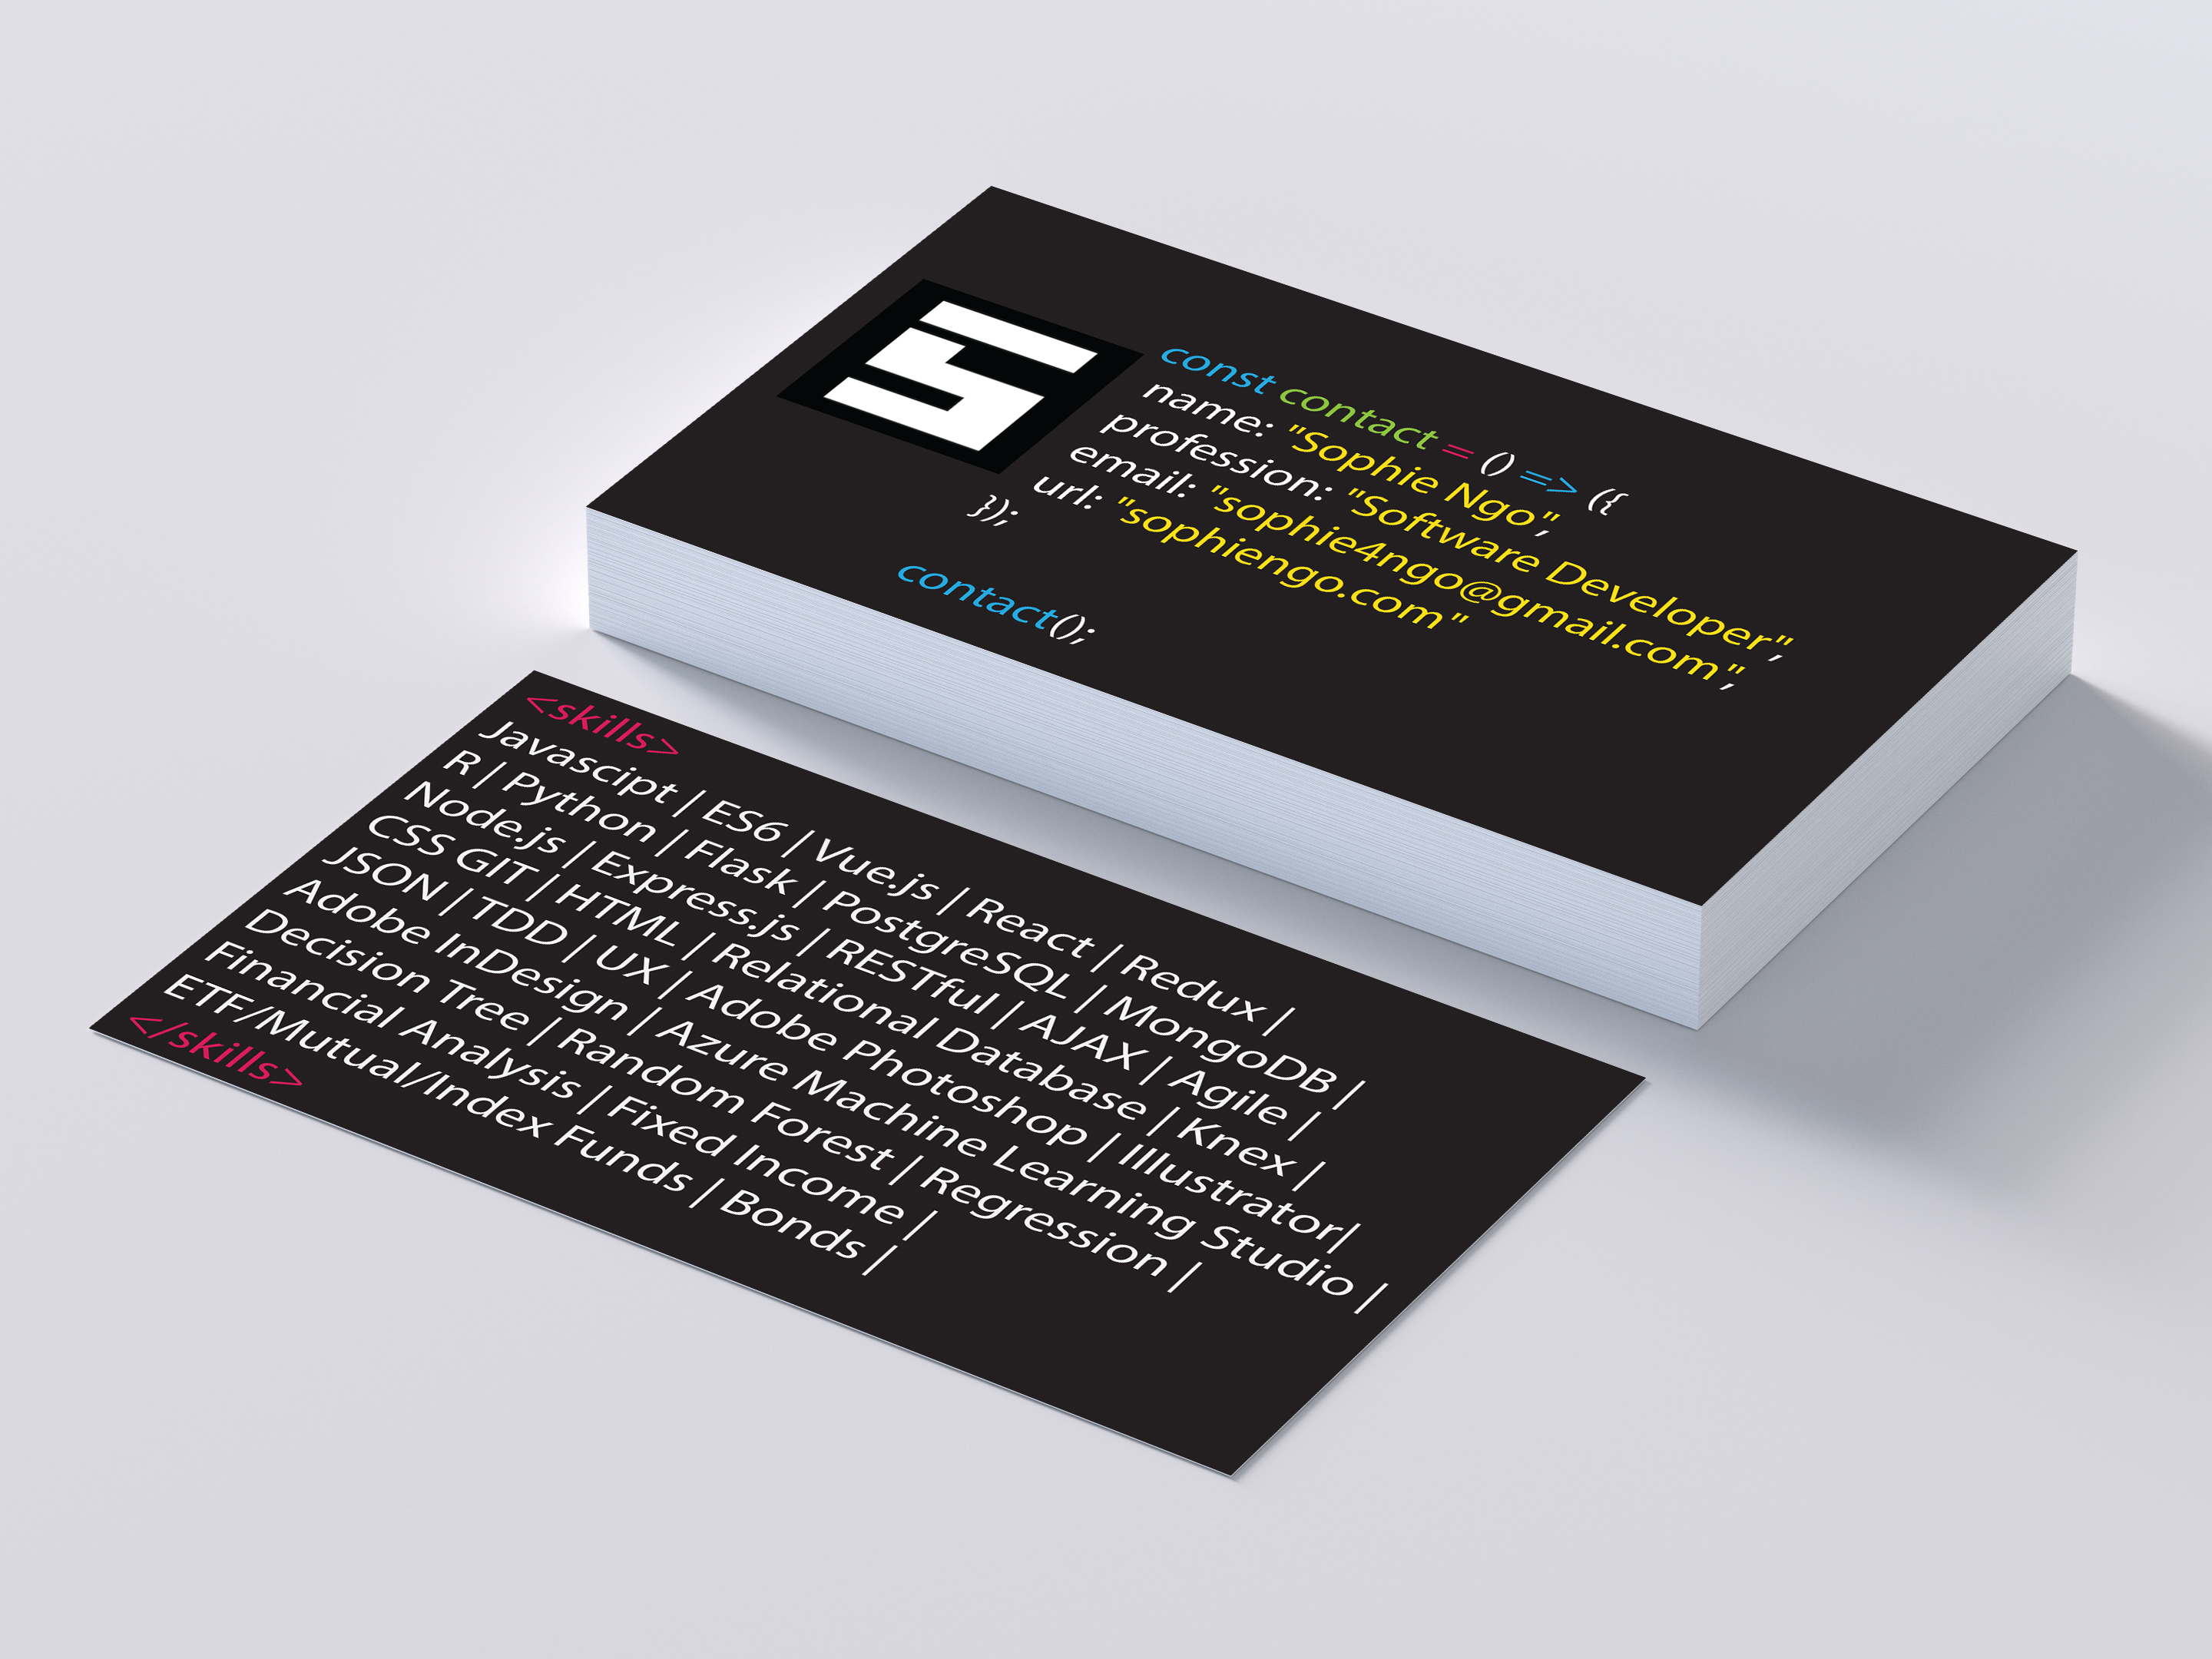 S
const contact = () => ({
name: "Sophie Ngo",
profession: "Software Developer",
email: "sophie4ngo@gmail.com",
url: "sophiengo.com"
});
contact();
<skills>
Javascipt | ES6 | Vue.js | React | Redux |
R | Python | Flask | PostgreSQL | MongoDB |
Node.js | Express.js | RESTful | AJAX | Agile |
CSS GIT | HTML | Relational Database | Knex |
JSON | TDD | UX | Adobe Photoshop | Illustrator|
Adobe InDesign | Azure Machine Learning Studio |
Decision Tree | Random Forest | Regression |
Financial Analysis | Fixed Income |
ETF/Mutual/Index Funds | Bonds |
</skills>